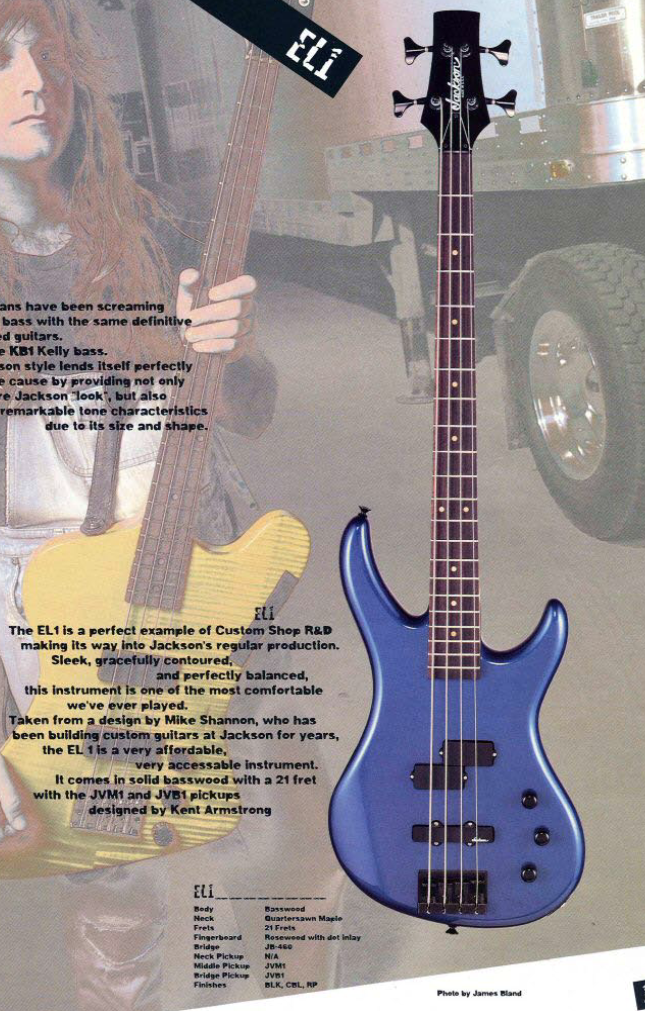 EL1
Jackson
ans have been screaming
bass with the same definitive
ed guitars.
e KB1 Kelly bass.
son style lends itself perfectly
e cause by providing not only
re Jackson "look", but also
remarkable tone characteristics
due to its size and shape.
EL1
The EL1 is a perfect example of Custom Shop R&D
making its way into Jackson's regular production.
Sleek, gracefully contoured,
and perfectly balanced,
this instrument is one of the most comfortable
we've ever played.
Taken from a design by Mike Shannon, who has
been building custom guitars at Jackson for years,
the EL 1 is a very affordable,
very accessable instrument.
It comes in solid basswood with a 21 fret
with the JVM1 and JVB1 pickups
designed by Kent Armstrong
EL1
Body Basswood
Neck Quartersawn Maple
Frets 21 Frets
Fingerboard Rosewood with dot inlay
Bridge JB-460
Neck Pickup N/A
Middle Pickup JVM1
Bridge Pickup JVB1
Finishes BLK, CBL, RP
Photo by James Bland